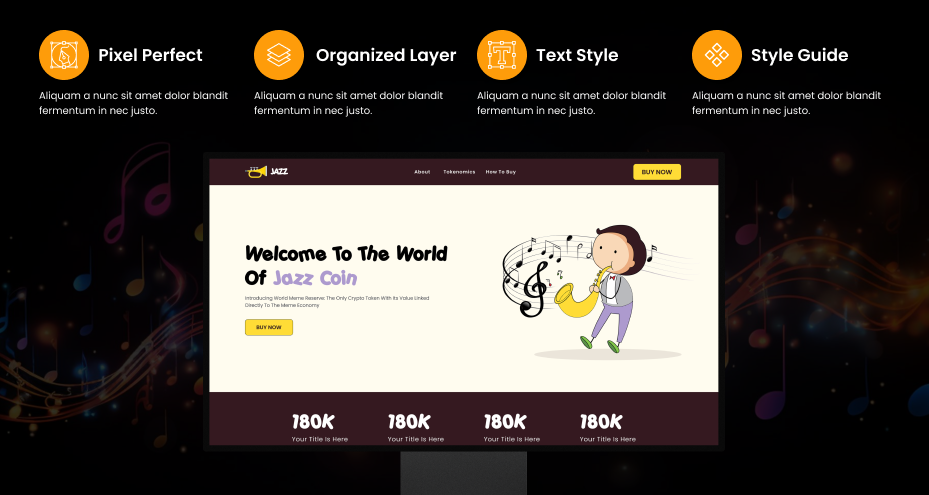 Pixel Perfect
Aliquam a nunc sit amet dolor blandit
fermentum in nec justo.
Organized Layer
Aliquam a nunc sit amet dolor blandit
fermentum in nec justo.
Text Style
Aliquam a nunc sit amet dolor blandit
fermentum in nec justo.
Style Guide
Aliquam a nunc sit amet dolor blandit
fermentum in nec justo.
JAZZ
About Tokenomics How To Buy
BUY NOW
Welcome To The World
Of Jazz Coin
Introducing World Meme Reserve: The Only Crypto Token With Its Value Linked
Directly To The Meme Economy
BUY NOW
180K 180K 180K 180K
Your Title Is Here Your Title Is Here Your Title Is Here Your Title Is Here